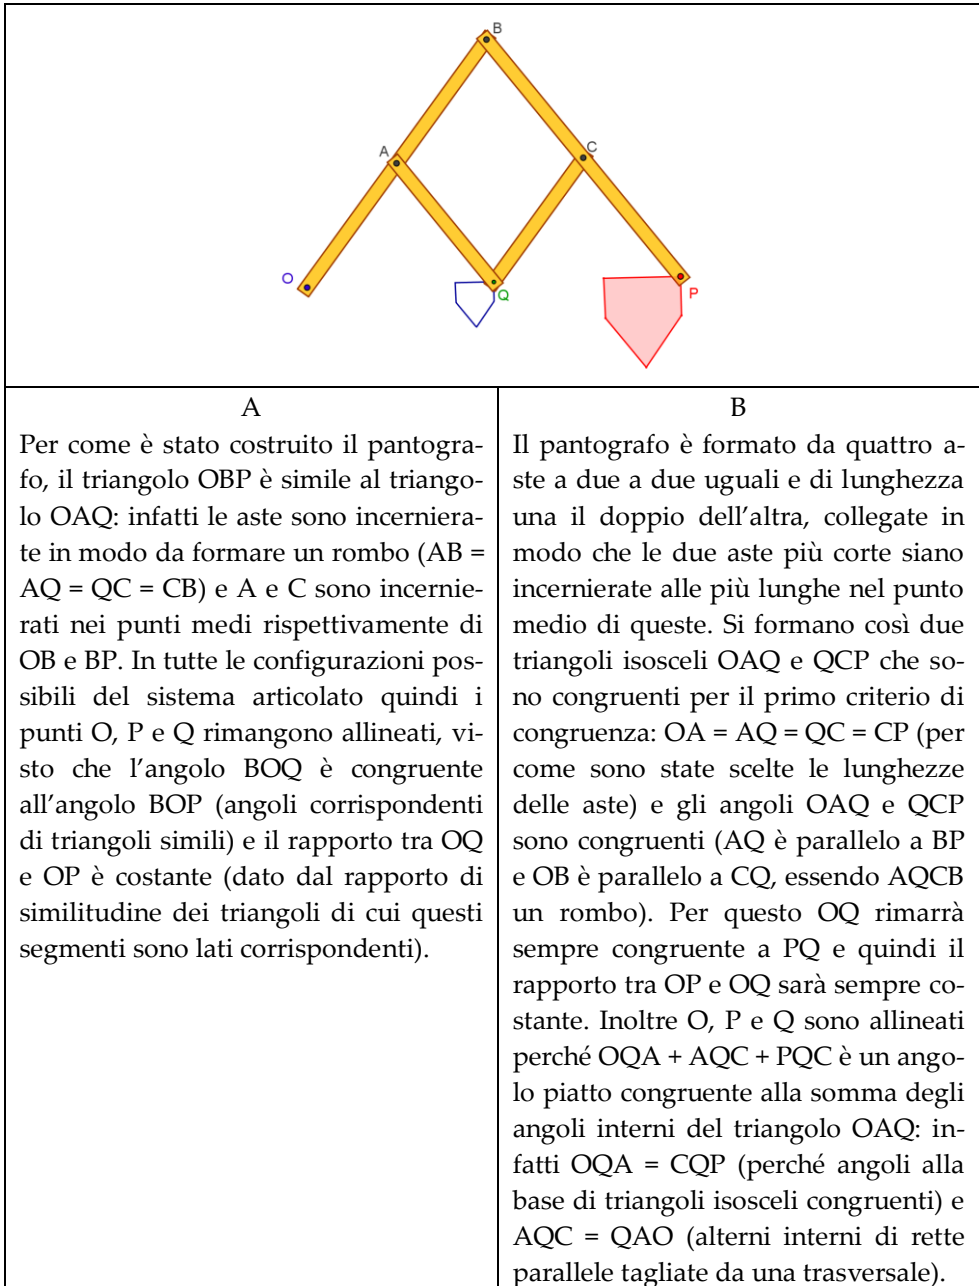 B
A
C
O
Q
P
A
Per come è stato costruito il pantogra-
fo, il triangolo OBP è simile al triango-
lo OAQ: infatti le aste sono incerniera-
te in modo da formare un rombo (AB =
AQ = QC = CB) e A e C sono incernie-
rati nei punti medi rispettivamente di
OB e BP. In tutte le configurazioni pos-
sibili del sistema articolato quindi i
punti O, P e Q rimangono allineati, vi-
sto che l'angolo BOQ è congruente
all'angolo BOP (angoli corrispondenti
di triangoli simili) e il rapporto tra OQ
e OP è costante (dato dal rapporto di
similitudine dei triangoli di cui questi
segmenti sono lati corrispondenti).
B
Il pantografo è formato da quattro a-
ste a due a due uguali e di lunghezza
una il doppio dell'altra, collegate in
modo che le due aste più corte siano
incernierate alle più lunghe nel punto
medio di queste. Si formano così due
triangoli isosceli OAQ e QCP che so-
no congruenti per il primo criterio di
congruenza: OA = AQ = QC = CP (per
come sono state scelte le lunghezze
delle aste) e gli angoli OAQ e QCP
sono congruenti (AQ è parallelo a BP
e OB è parallelo a CQ, essendo AQCB
un rombo). Per questo OQ rimarrà
sempre congruente a PQ e quindi il
rapporto tra OP e OQ sarà sempre co-
stante. Inoltre O, P e Q sono allineati
perché OQA + AQC + PQC è un ango-
lo piatto congruente alla somma degli
angoli interni del triangolo OAQ: in-
fatti OQA = CQP (perché angoli alla
base di triangoli isosceli congruenti) e
AQC = QAO (alterni interni di rette
parallele tagliate da una trasversale).